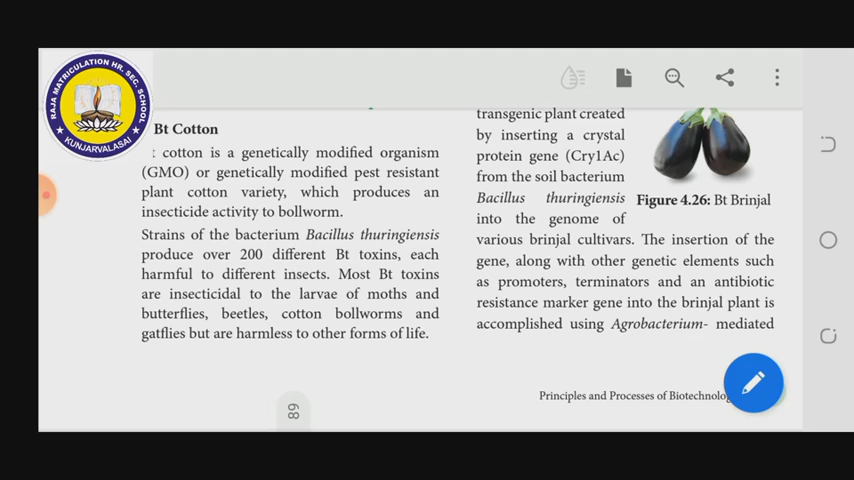 RAJA MATRICULATION HR. SEC. SCHOOL
KUNJARVALASAI
Bt Cotton
t cotton is a genetically modified organism
(GMO) or genetically modified pest resistant
plant cotton variety, which produces an
insecticide activity to bollworm.
Strains of the bacterium Bacillus thuringiensis
produce over 200 different Bt toxins, each
harmful to different insects. Most Bt toxins
are insecticidal to the larvae of moths and
butterflies, beetles, cotton bollworms and
gatflies but are harmless to other forms of life.
89
transgenic plant created
by inserting a crystal
protein gene (Cry1Ac)
from the soil bacterium
Bacillus thuringiensis
into the genome of
Figure 4.26: Bt Brinjal
various brinjal cultivars. The insertion of the
gene, along with other genetic elements such
as promoters, terminators and an antibiotic
resistance marker gene into the brinjal plant is
accomplished using Agrobacterium- mediated
Principles and Processes of Biotechnolog